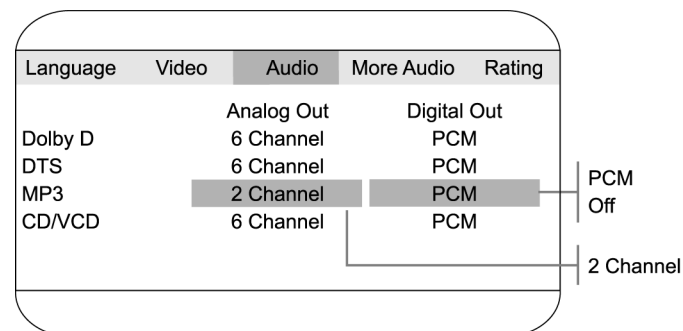 Language Video Audio More Audio Rating
Analog Out Digital Out
Dolby D 6 Channel PCM
DTS 6 Channel PCM
MP3 2 Channel PCM
CD/VCD 6 Channel PCM
PCM
Off
2 Channel